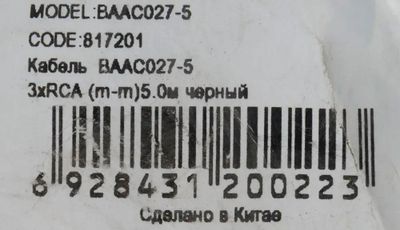 MODEL:BAAC027-5
CODE:817201
Кабель BAAC027-5
3xRCA (m-m)5.0м черный
6 928431 200223
Сделано в Китае